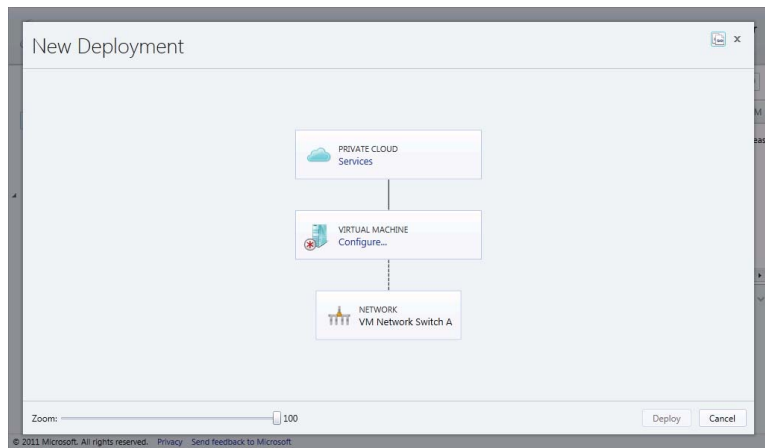 New Deployment
x
PRIVATE CLOUD
Services
VIRTUAL MACHINE
Configure...
NETWORK
VM Network Switch A
Zoom:
100
Deploy
Cancel
© 2011 Microsoft. All rights reserved. Privacy Send feedback to Microsoft